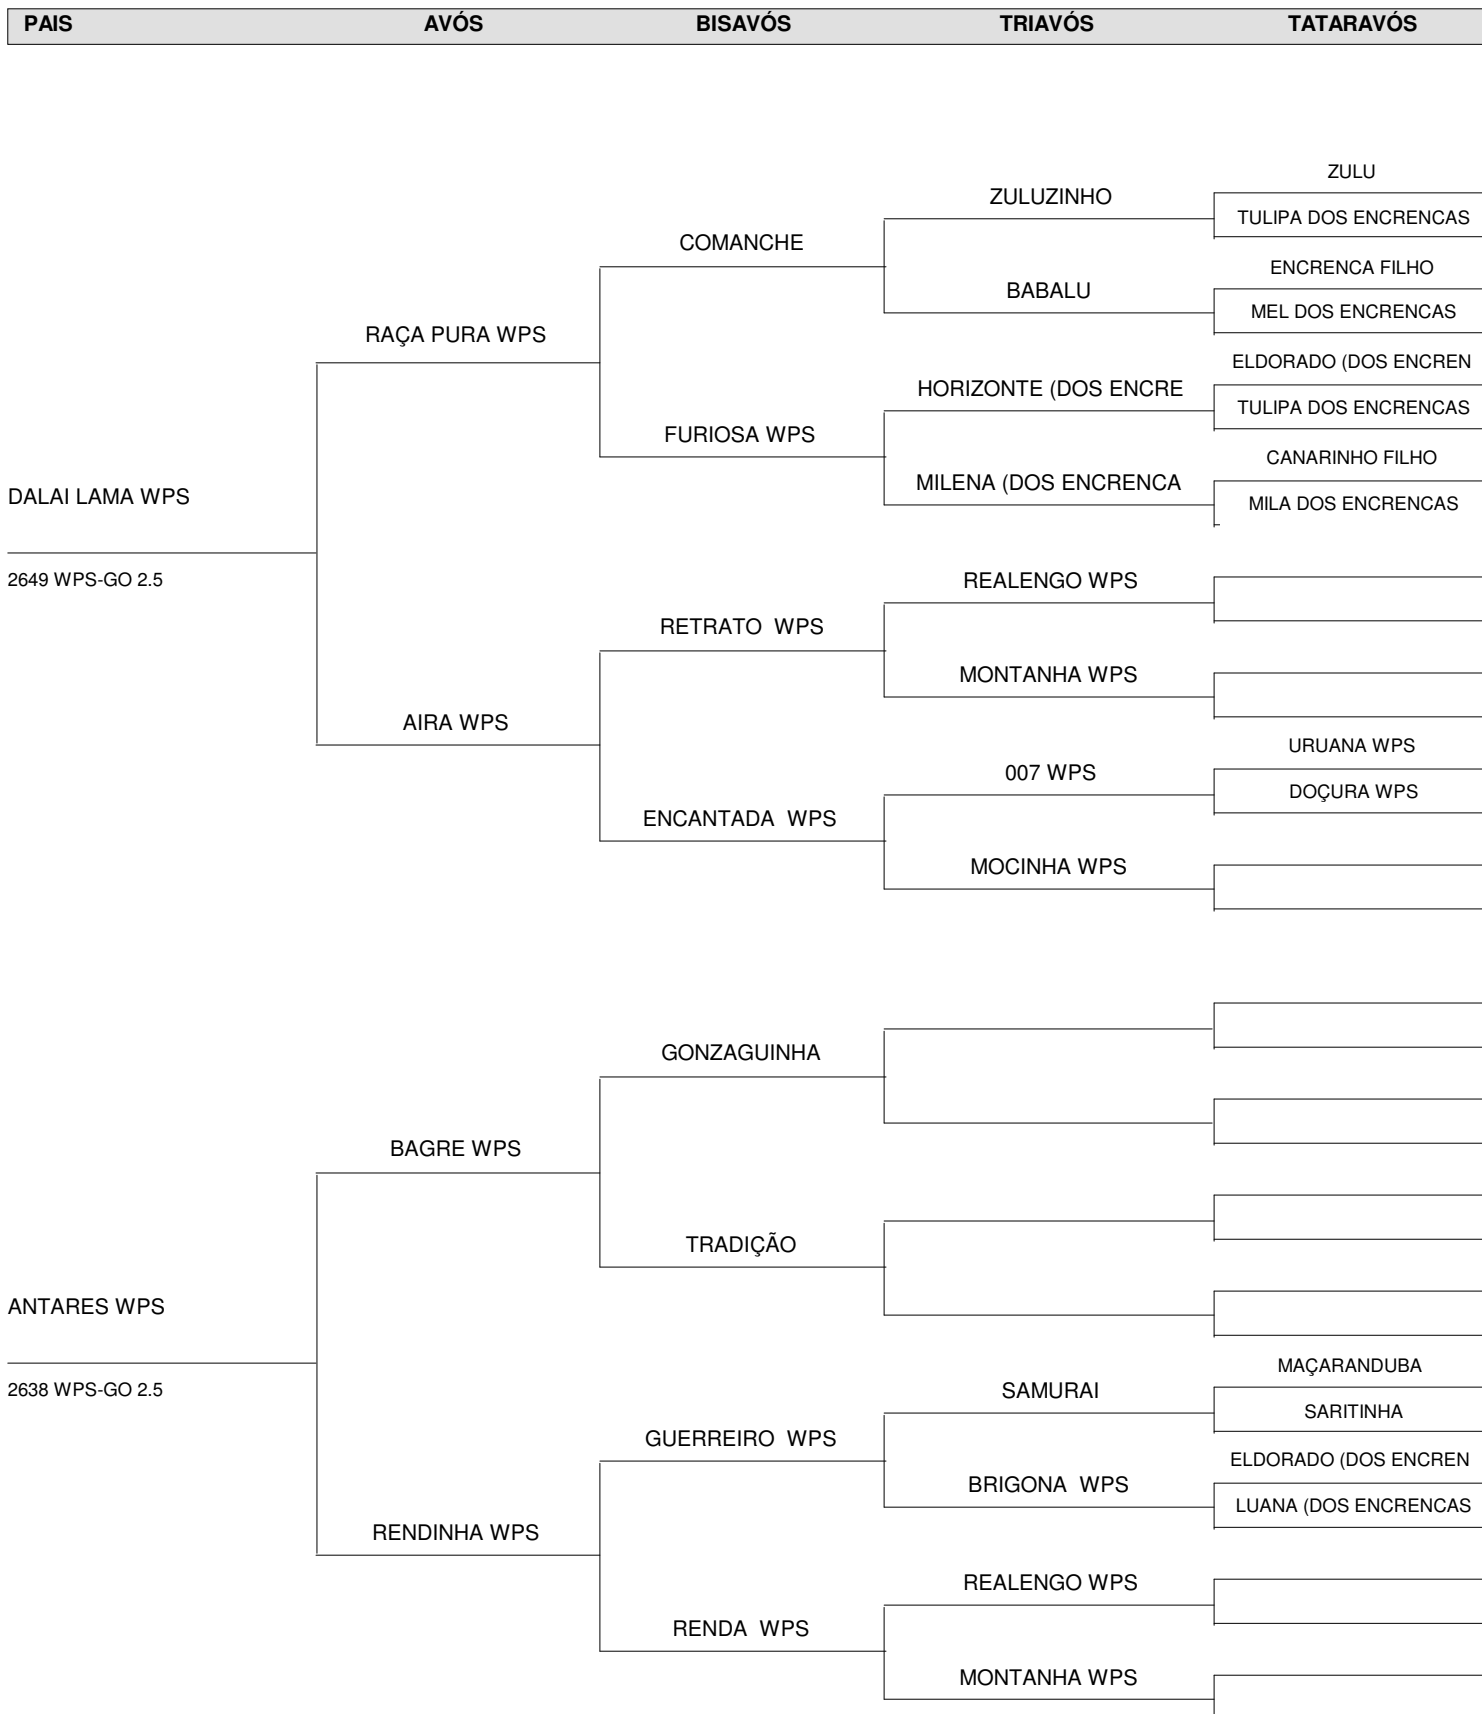 PAIS AVÓS BISAVÓS TRIAVÓS TATARAVÓS
ZULU
ZULUZINHO
TULIPA DOS ENCRENCAS
COMANCHE
ENCRENCA FILHO
BABALU
MEL DOS ENCRENCAS
RAÇA PURA WPS
ELDORADO (DOS ENCREN
HORIZONTE (DOS ENCRE
TULIPA DOS ENCRENCAS
FURIOSA WPS
CANARINHO FILHO
MILENA (DOS ENCRENCA
DALAI LAMA WPS
MILA DOS ENCRENCAS
2649 WPS-GO 2.5
REALENGO WPS
RETRATO WPS
MONTANHA WPS
AIRA WPS
URUANA WPS
007 WPS
DOÇURA WPS
ENCANTADA WPS
MOCINHA WPS
GONZAGUINHA
BAGRE WPS
TRADIÇÃO
ANTARES WPS
MAÇARANDUBA
2638 WPS-GO 2.5
SAMURAI
SARITINHA
GUERREIRO WPS
ELDORADO (DOS ENCREN
BRIGONA WPS
LUANA (DOS ENCRENCAS
RENDINHA WPS
REALENGO WPS
RENDA WPS
MONTANHA WPS